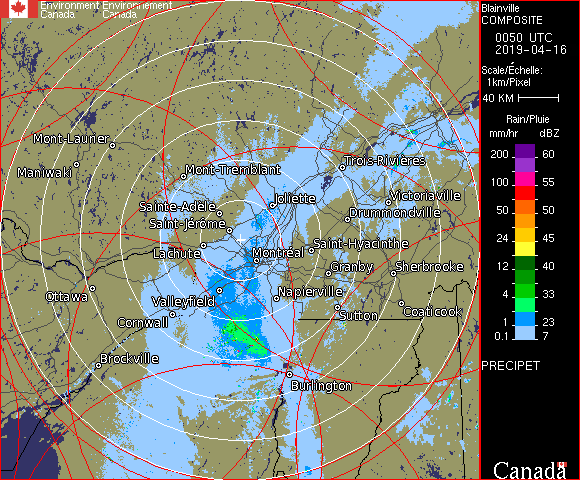 Environment Environnement
Canada Canada
Blainville
COMPOSITE
0050 UTC
2019-04-16
Scale/Échelle:
1km/Pixel
40 KM
Rain/Pluie
mm/hr dBZ
200 60
100 55
50 50
24 45
12 40
4 33
1 23
0.1 7
PRECIPET
Canada
Mont-Laurier
Maniwaki
Mont-Tremblant
Trois-Rivières
Joliette
Victoriaville
Sainte-Adèle
Drummondville
Saint-Jérôme
Lachute
Montréal
Saint-Hyacinthe
Granby
Sherbrooke
Ottawa
Valleyfield
Napierville
Cornwall
Sutton
Coaticook
Brockville
Burlington